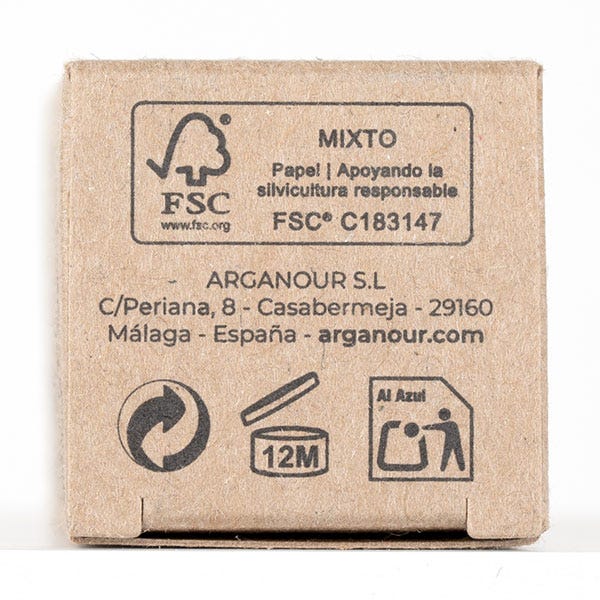 MIXTO
Papel | Apoyando la
silvicultura responsable
FSC® C183147
FSC
www.fsc.org
ARGANOUR S.L
C/Periana, 8 - Casabermeja - 29160
Málaga - España - arganour.com
12M
Al Azul